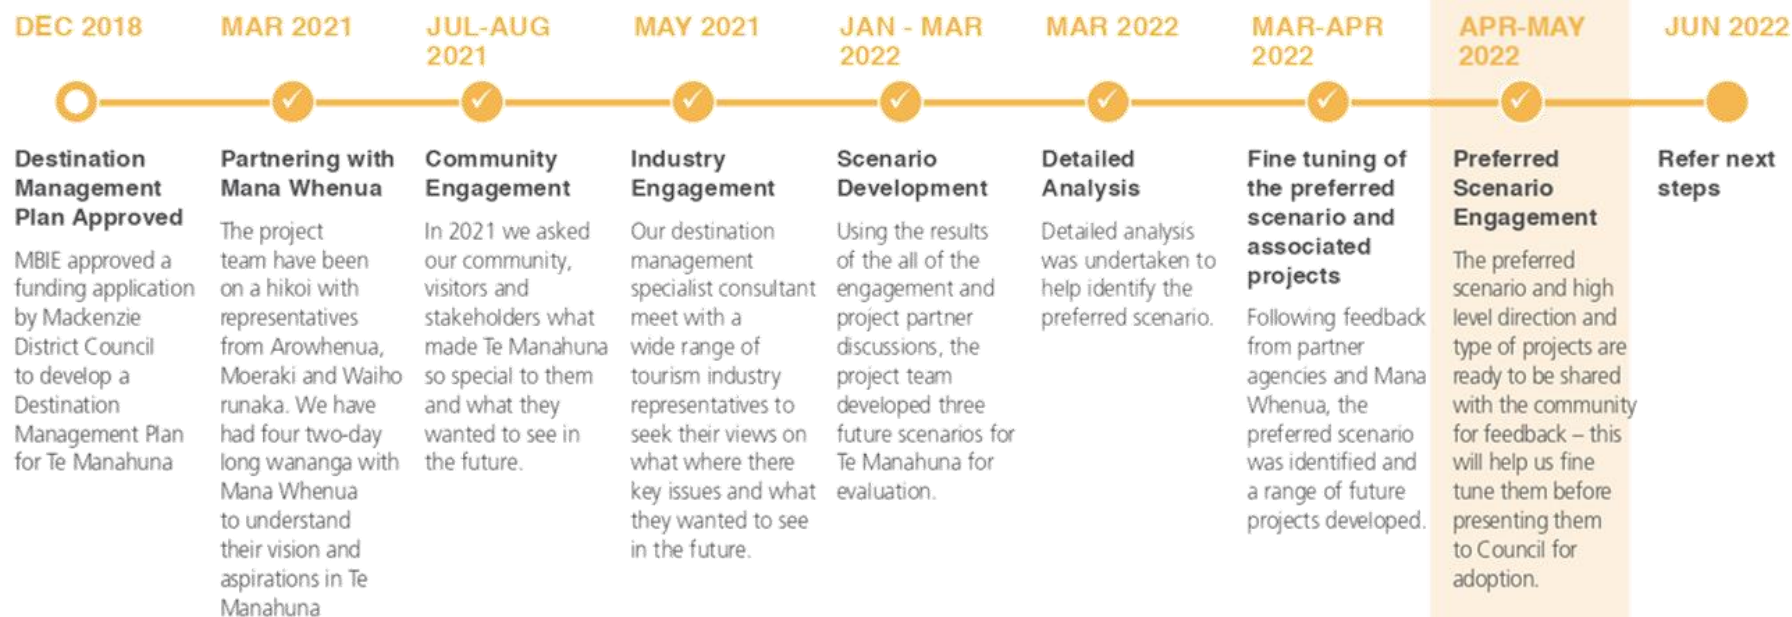 DEC 2018
Destination
Management
Plan Approved
MBIE approved a
funding application
by Mackenzie
District Council
to develop a
Destination
Management Plan
for Te Manahuna
MAR 2021
Partnering with
Mana Whenua
The project
team have been
on a hikoi with
representatives
from Arowhenua,
Moeraki and Waiho
runaka. We have
had four two-day
long wananga with
Mana Whenua
to understand
their vision and
aspirations in Te
Manahuna
JUL-AUG
2021
Community
Engagement
In 2021 we asked
our community,
visitors and
stakeholders what
made Te Manahuna
so special to them
and what they
wanted to see in
the future.
MAY 2021
Industry
Engagement
Our destination
management
specialist consultant
meet with a
wide range of
tourism industry
representatives to
seek their views on
what where there
key issues and what
they wanted to see
in the future.
JAN - MAR
2022
Scenario
Development
Using the results
of the all of the
engagement and
project partner
discussions, the
project team
developed three
future scenarios for
Te Manahuna for
evaluation.
MAR 2022
Detailed
Analysis
Detailed analysis
was undertaken to
help identify the
preferred scenario.
MAR-APR
2022
Fine tuning of
the preferred
scenario and
associated
projects
Following feedback
from partner
agencies and Mana
Whenua, the
preferred scenario
was identified and
a range of future
projects developed.
APR-MAY
2022
Preferred
Scenario
Engagement
The preferred
scenario and high
level direction and
type of projects are
ready to be shared
with the community
for feedback – this
will help us fine
tune them before
presenting them
to Council for
adoption.
JUN 2022
Refer next
steps